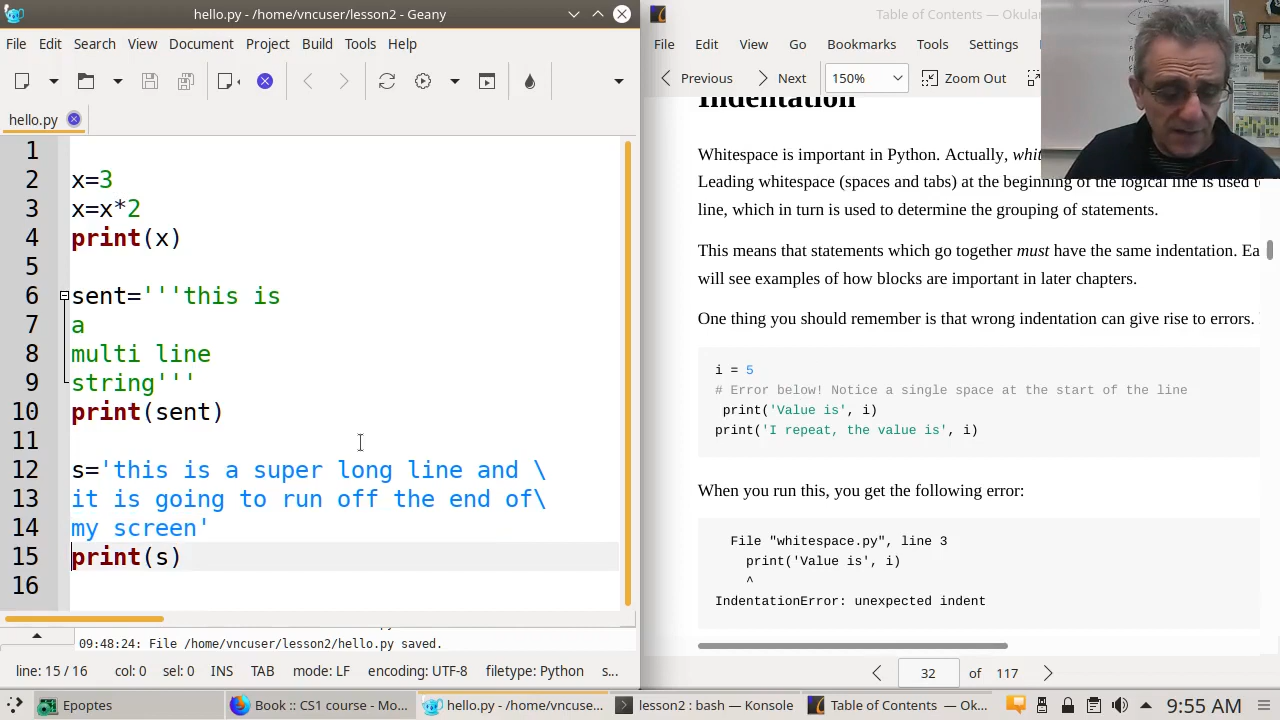 hello.py - /home/vncuser/lesson2 - Geany
File Edit Search View Document Project Build Tools Help
hello.py
1
2 x=3
3 x=x*2
4 print(x)
5
6 sent='''this is
7 a
8 multi line
9 string'''
10 print(sent)
11
12 s='this is a super long line and \
13 it is going to run off the end of\
14 my screen'
15 print(s)
16
09:48:24: File /home/vncuser/lesson2/hello.py saved.
line: 15 / 16 col: 0 sel: 0 INS TAB mode: LF encoding: UTF-8 filetype: Python s...
Table of Contents — Okular
File Edit View Go Bookmarks Tools Settings
Previous Next 150% Zoom Out
Indentation
Whitespace is important in Python. Actually,
Leading whitespace (spaces and tabs) at the beginning of the logical line is used
line, which in turn is used to determine the grouping of statements.
This means that statements which go together must have the same indentation. Ea
will see examples of how blocks are important in later chapters.
One thing you should remember is that wrong indentation can give rise to errors.
i = 5
# Error below! Notice a single space at the start of the line
print('Value is', i)
print('I repeat, the value is', i)
When you run this, you get the following error:
File "whitespace.py", line 3
print('Value is', i)
^
IndentationError: unexpected indent
32 of 117
Epoptes Book :: CS1 course - Mo... hello.py - /home/vncuse... lesson2 : bash — Konsole Table of Contents — Ok... 9:55 AM